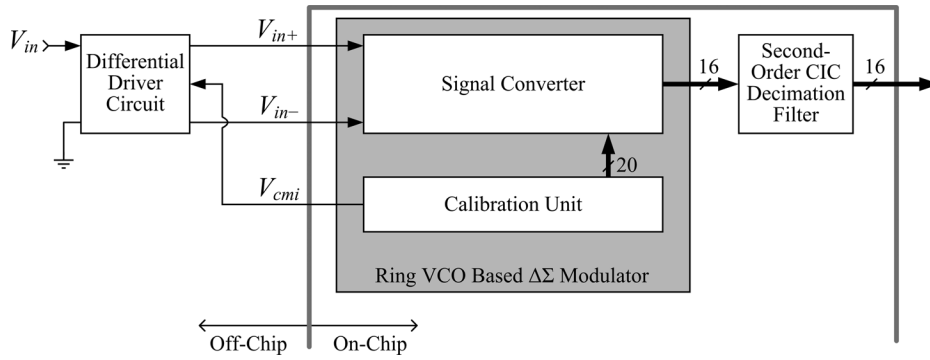 V_in
Differential
Driver
Circuit
V_in+
V_in−
V_cmi
Signal Converter
20
Calibration Unit
Ring VCO Based ΔΣ Modulator
16
Second-
Order CIC
Decimation
Filter
16
Off-Chip
On-Chip